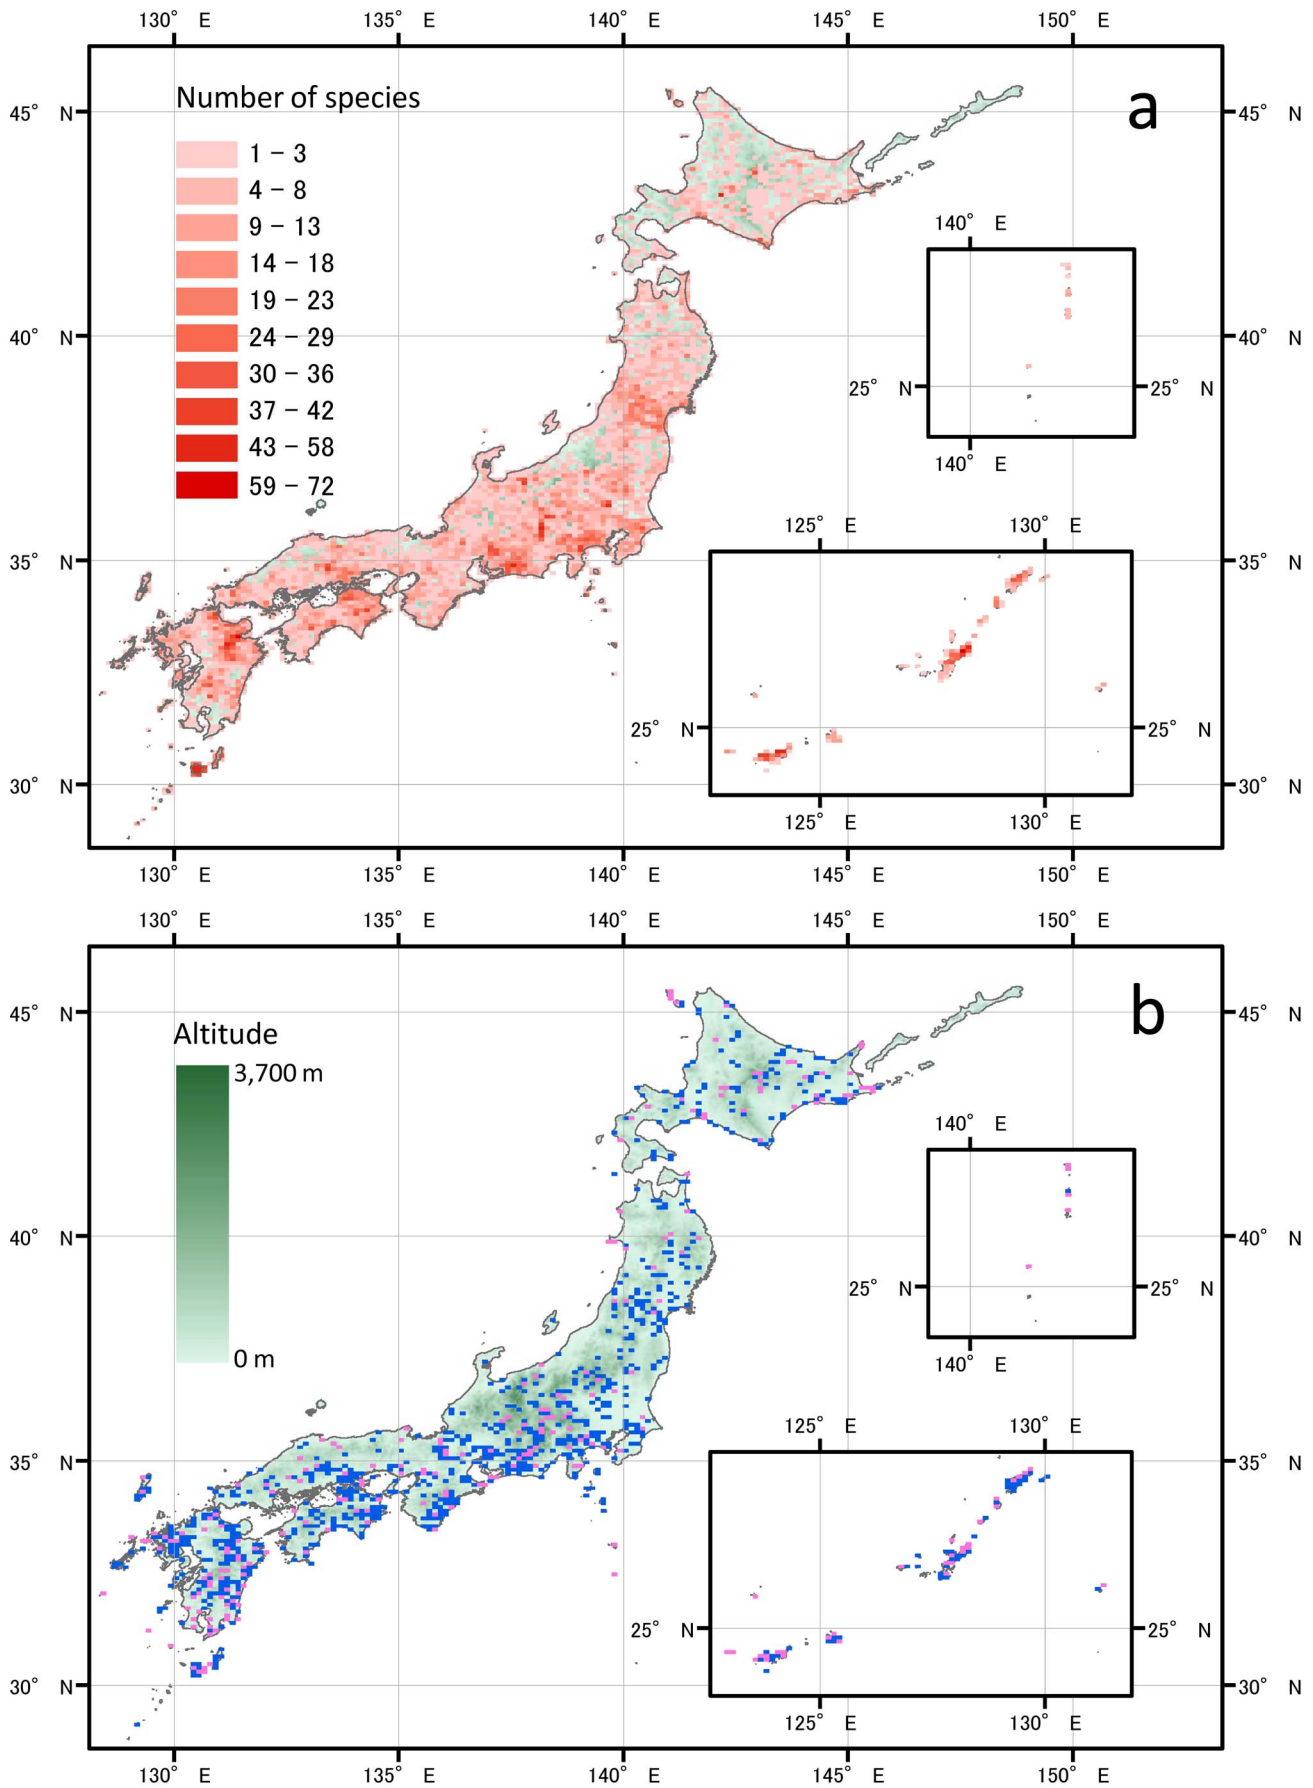 130° E 135° E 140° E 145° E 150° E
a
Number of species
45° N 45° N
1 – 3
4 – 8
9 – 13
14 – 18
19 – 23
24 – 29
30 – 36
37 – 42
43 – 58
59 – 72
140° E
40° N 40° N
25° N 25° N
140° E
125° E 130° E
35° N 35° N
25° N 25° N
30° N 30° N
125° E 130° E
130° E 135° E 140° E 145° E 150° E
130° E 135° E 140° E 145° E 150° E
b
45° N 45° N
Altitude
3,700 m
0 m
140° E
40° N 40° N
25° N 25° N
140° E
125° E 130° E
35° N 35° N
25° N 25° N
30° N 30° N
125° E 130° E
130° E 135° E 140° E 145° E 150° E